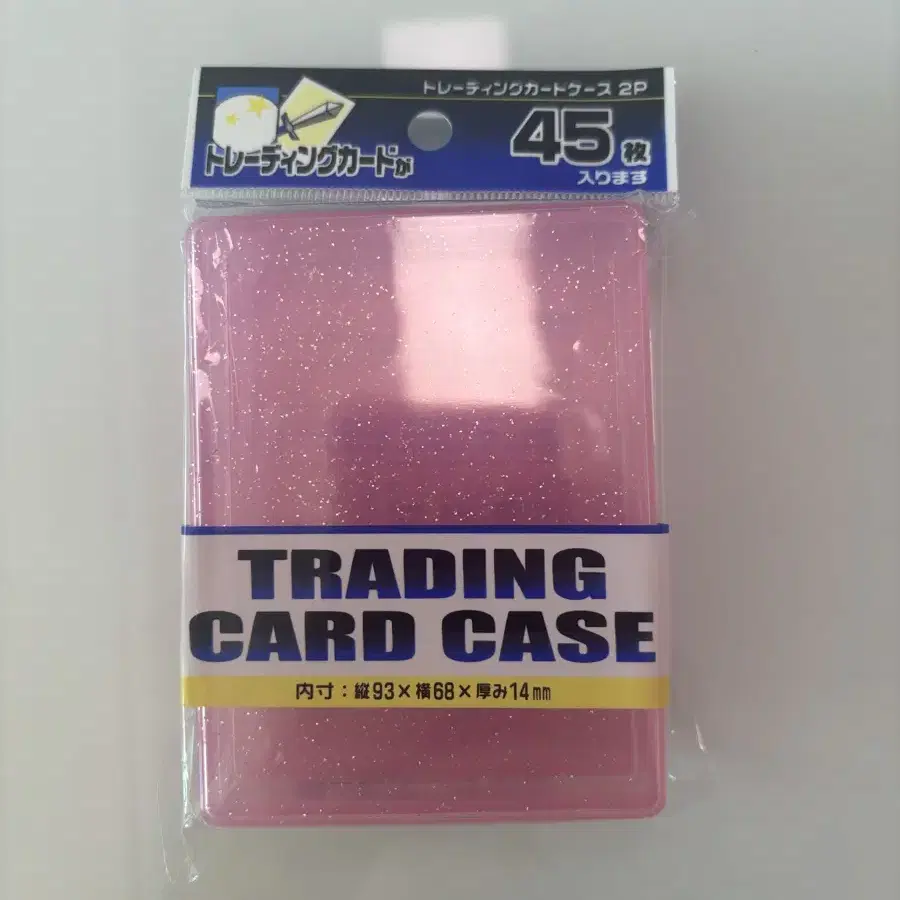 トレーディングカードケース 2P
トレーディングカードが
45枚
入ります
TRADING
CARD CASE
内寸：縦93×横68×厚み14mm